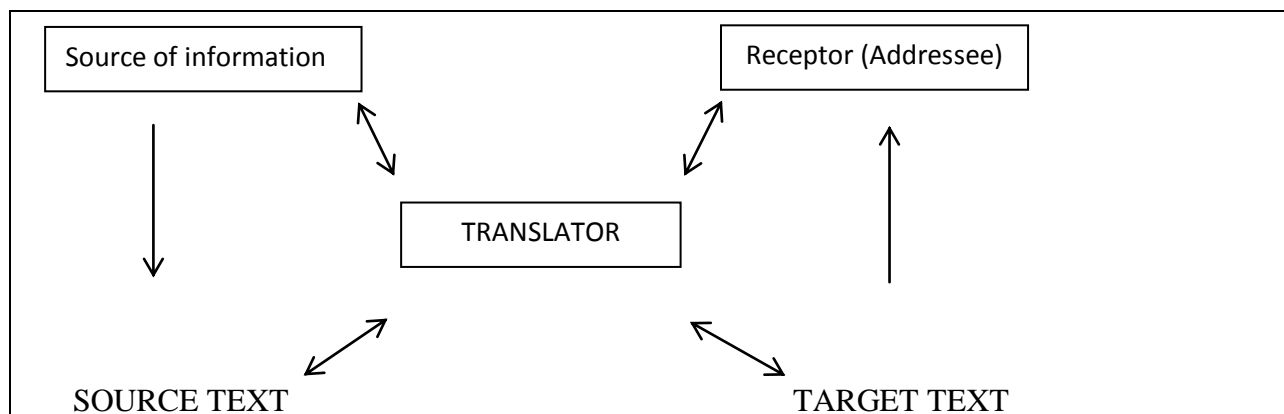 Source of information
Receptor (Addressee)
TRANSLATOR
SOURCE TEXT
TARGET TEXT